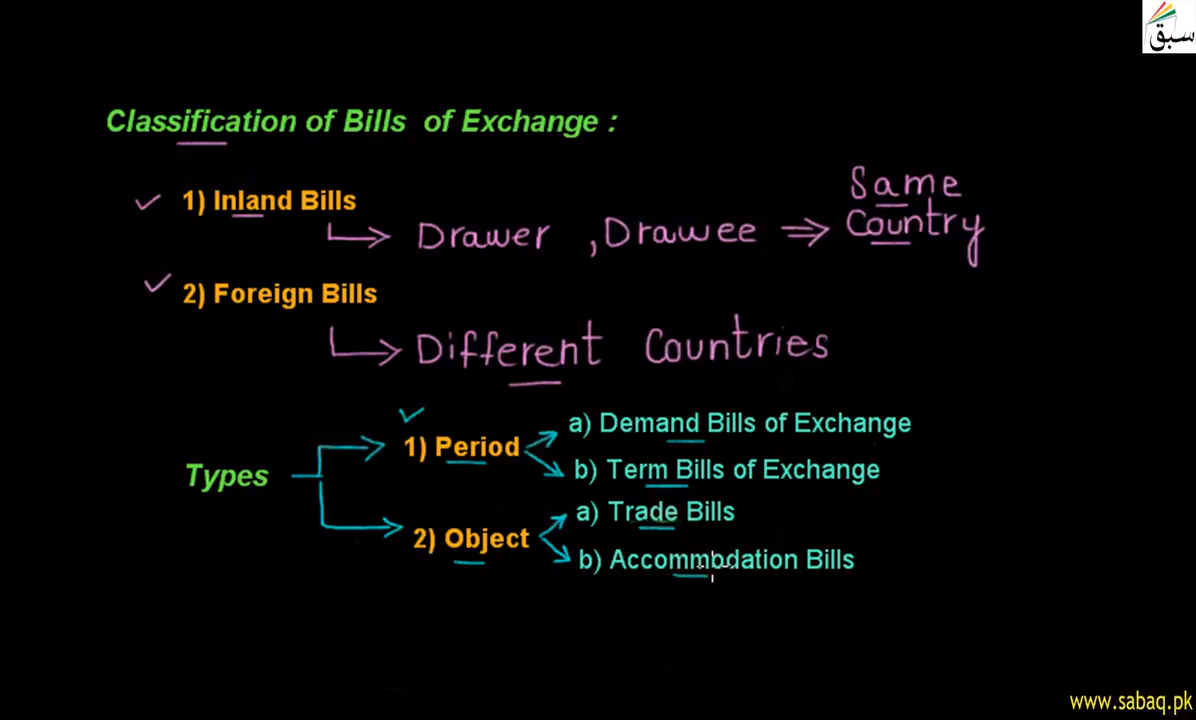 سبق
Classification of Bills of Exchange :
1) Inland Bills
Drawer , Drawee ⇒ Same Country
2) Foreign Bills
Different Countries
Types
1) Period
a) Demand Bills of Exchange
b) Term Bills of Exchange
2) Object
a) Trade Bills
b) Accommodation Bills
www.sabaq.pk